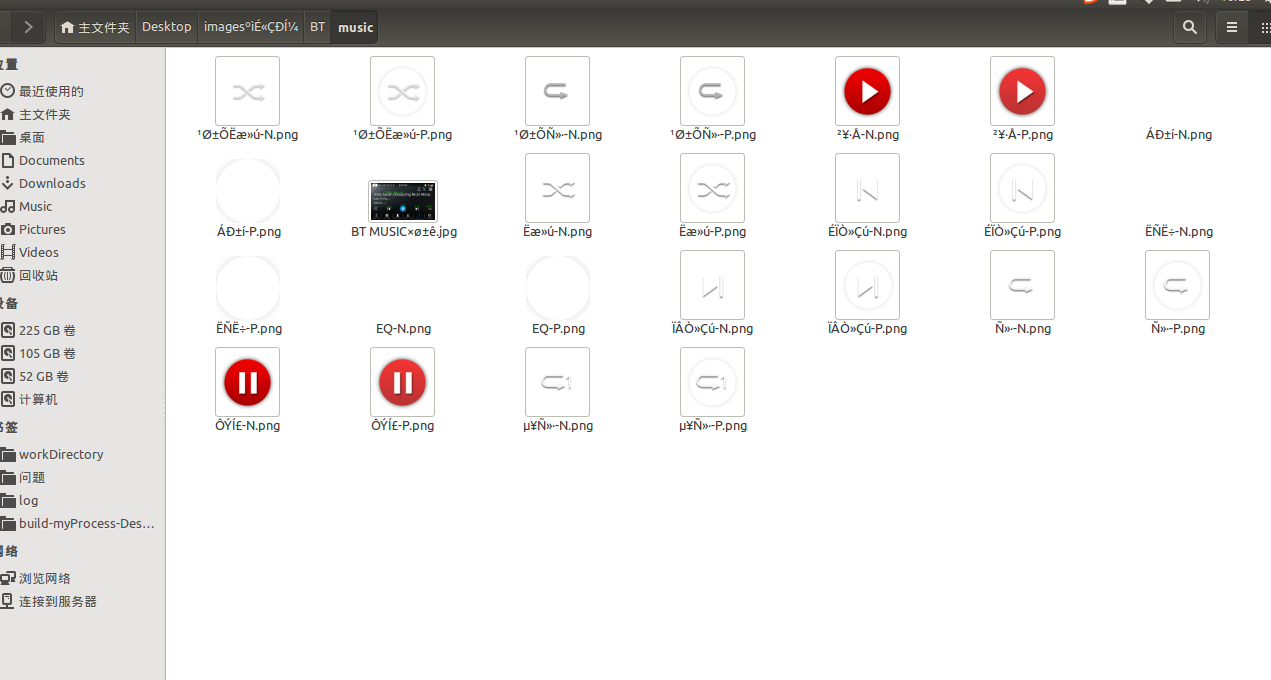 主文件夹 Desktop imagesºìÉ«ÇÐÍ¼ BT music
位置
最近使用的
主文件夹
桌面
Documents
Downloads
Music
Pictures
Videos
回收站
设备
225 GB 卷
105 GB 卷
52 GB 卷
计算机
书签
workDirectory
问题
log
build-myProcess-Des…
网络
浏览网络
连接到服务器
¹Ø±ÕËæ»ú-N.png
¹Ø±ÕËæ»ú-P.png
¹Ø±ÕÑ»·-N.png
¹Ø±ÕÑ»·-P.png
²¥·Å-N.png
²¥·Å-P.png
ÁÐ±í-N.png
ÁÐ±í-P.png
BT MUSIC×ø±ê.jpg
Ëæ»ú-N.png
Ëæ»ú-P.png
ÉÏÒ»Çú-N.png
ÉÏÒ»Çú-P.png
ËÑË÷-N.png
ËÑË÷-P.png
EQ-N.png
EQ-P.png
ÏÂÒ»Çú-N.png
ÏÂÒ»Çú-P.png
Ñ»·-N.png
Ñ»·-P.png
ÔÝÍ£-N.png
ÔÝÍ£-P.png
µ¥Ñ»·-N.png
µ¥Ñ»·-P.png